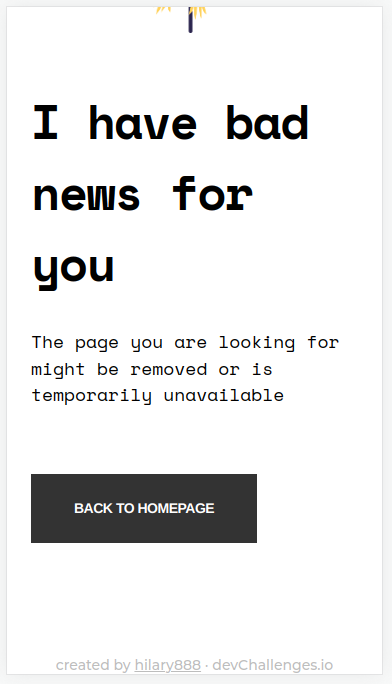 I have bad
news for
you
The page you are looking for
might be removed or is
temporarily unavailable
BACK TO HOMEPAGE
created by hilary888 · devChallenges.io